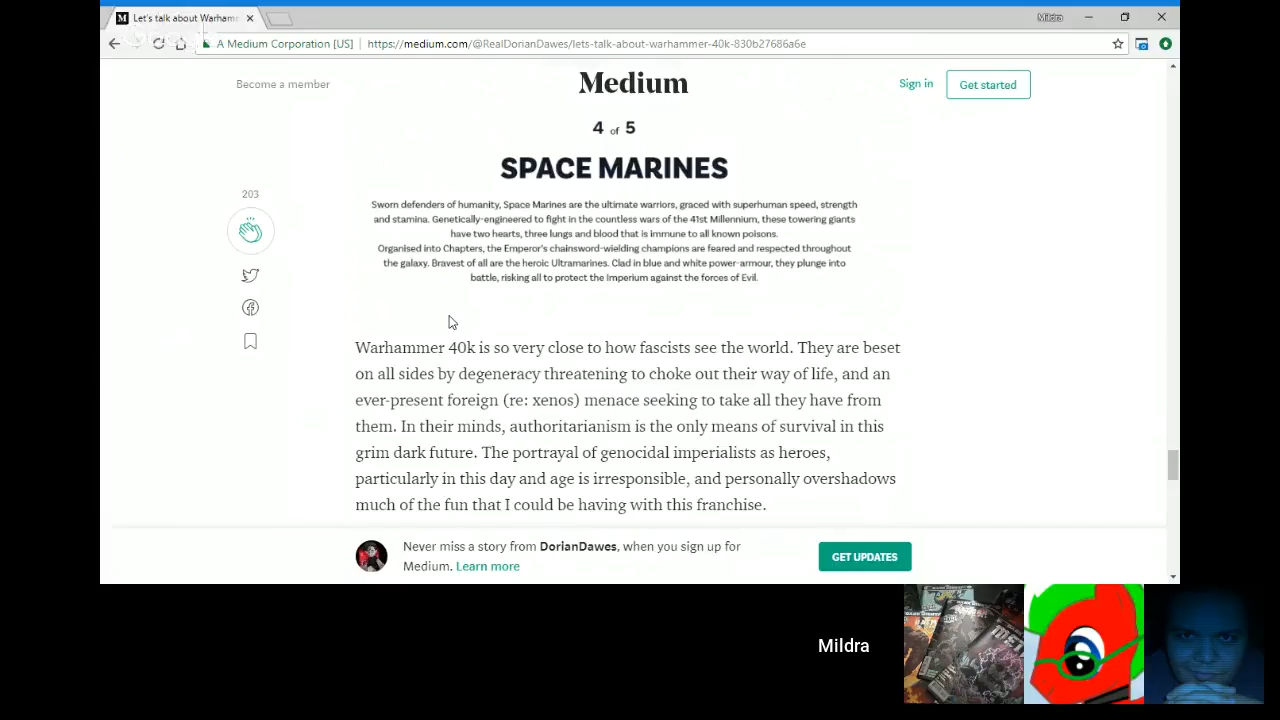 Let's talk about Warhamm
Mildra
A Medium Corporation [US]
https://medium.com/@RealDorianDawes/lets-talk-about-warhammer-40k-830b27686a6e
Become a member
Medium
Sign in
Get started
4 of 5
SPACE MARINES
203
Sworn defenders of humanity, Space Marines are the ultimate warriors, graced with superhuman speed, strength
and stamina. Genetically-engineered to fight in the countless wars of the 41st Millennium, these towering giants
have two hearts, three lungs and blood that is immune to all known poisons.
Organised into Chapters, the Emperor's chainsword-wielding champions are feared and respected throughout
the galaxy. Bravest of all are the heroic Ultramarines. Clad in blue and white power-armour, they plunge into
battle, risking all to protect the Imperium against the forces of Evil.
Warhammer 40k is so very close to how fascists see the world. They are beset
on all sides by degeneracy threatening to choke out their way of life, and an
ever-present foreign (re: xenos) menace seeking to take all they have from
them. In their minds, authoritarianism is the only means of survival in this
grim dark future. The portrayal of genocidal imperialists as heroes,
particularly in this day and age is irresponsible, and personally overshadows
much of the fun that I could be having with this franchise.
Never miss a story from DorianDawes, when you sign up for
Medium. Learn more
GET UPDATES
Mildra